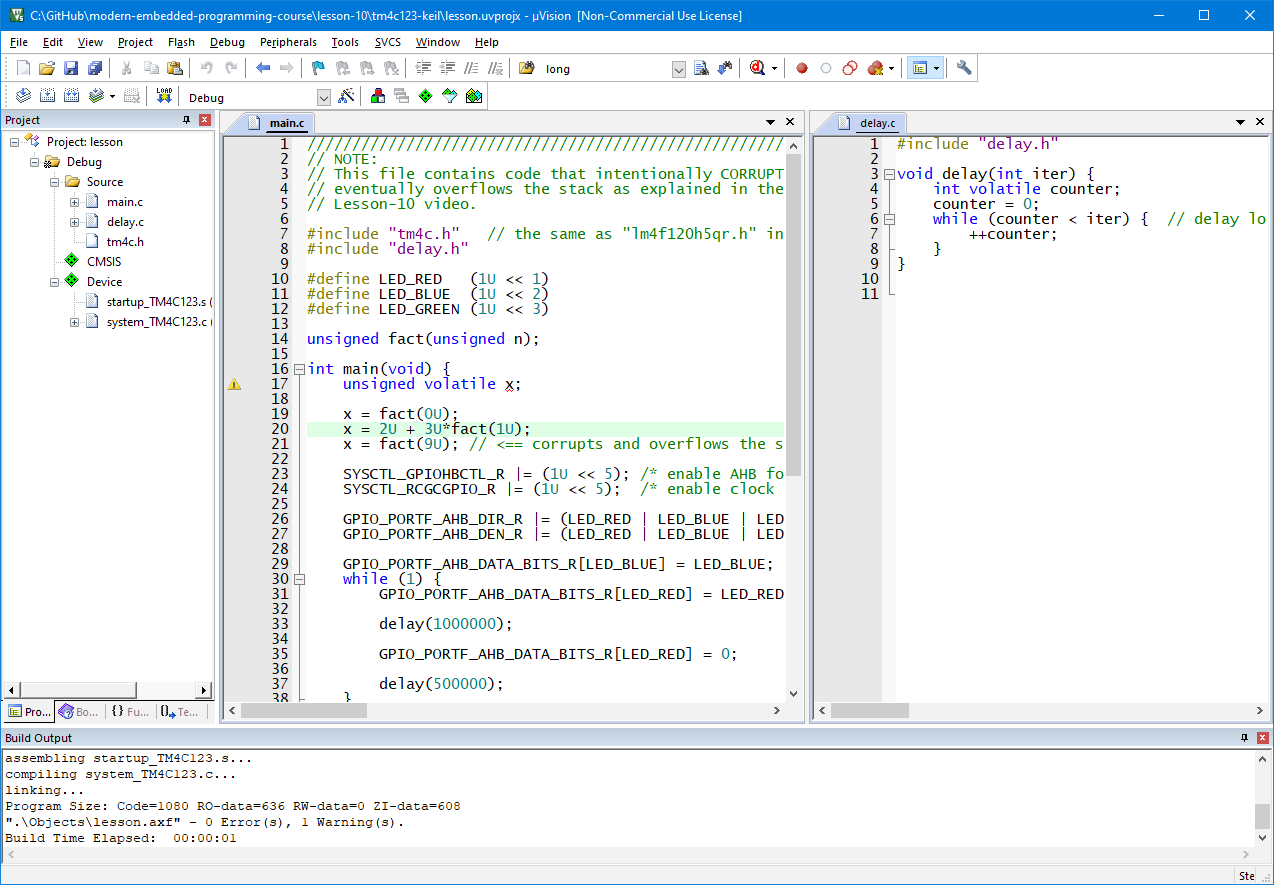 C:\GitHub\modern-embedded-programming-course\lesson-10\tm4c123-keil\lesson.uvprojx - µVision  [Non-Commercial Use License]
File Edit View Project Flash Debug Peripherals Tools SVCS Window Help
long
LOAD
Debug
Project
Project: lesson
Debug
Source
main.c
delay.c
tm4c.h
CMSIS
Device
startup_TM4C123.s (
system_TM4C123.c (
Pro... Bo... {} Fu... Te...
main.c
1 ////////////////////////////////////////////////////
2 // NOTE:
3 // This file contains code that intentionally CORRUPT
4 // eventually overflows the stack as explained in the
5 // Lesson-10 video.
6
7 #include "tm4c.h"   // the same as "lm4f120h5qr.h" in
8 #include "delay.h"
9
10 #define LED_RED   (1U << 1)
11 #define LED_BLUE  (1U << 2)
12 #define LED_GREEN (1U << 3)
13
14 unsigned fact(unsigned n);
15
16 int main(void) {
17     unsigned volatile x;
18
19     x = fact(0U);
20     x = 2U + 3U*fact(1U);
21     x = fact(9U); // <== corrupts and overflows the s
22
23     SYSCTL_GPIOHBCTL_R |= (1U << 5); /* enable AHB fo
24     SYSCTL_RCGCGPIO_R |= (1U << 5);  /* enable clock
25
26     GPIO_PORTF_AHB_DIR_R |= (LED_RED | LED_BLUE | LED
27     GPIO_PORTF_AHB_DEN_R |= (LED_RED | LED_BLUE | LED
28
29     GPIO_PORTF_AHB_DATA_BITS_R[LED_BLUE] = LED_BLUE;
30     while (1) {
31         GPIO_PORTF_AHB_DATA_BITS_R[LED_RED] = LED_RED
32
33         delay(1000000);
34
35         GPIO_PORTF_AHB_DATA_BITS_R[LED_RED] = 0;
36
37         delay(500000);
38     }
delay.c
1 #include "delay.h"
2
3 void delay(int iter) {
4     int volatile counter;
5     counter = 0;
6     while (counter < iter) {  // delay lo
7         ++counter;
8     }
9 }
10
11
Build Output
assembling startup_TM4C123.s...
compiling system_TM4C123.c...
linking...
Program Size: Code=1080 RO-data=636 RW-data=0 ZI-data=608
".\Objects\lesson.axf" - 0 Error(s), 1 Warning(s).
Build Time Elapsed:  00:00:01
Ste